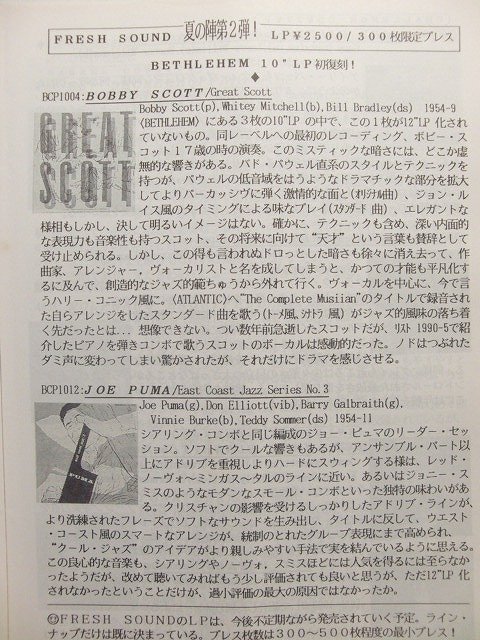 FRESH SOUND 夏の陣第2弾! LP¥2500/300枚限定プレス
BETHLEHEM 10"LP初復刻!
◆
BCP1004:BOBBY SCOTT/Great Scott
GREAT
SCOTT
Bobby Scott(p),Whitey Mitchell(b),Bill Bradley(ds) 1954-9
〈BETHLEHEM〉にある3枚の10"LPの中で、この1枚が12"LP 化され
ていないもの。同レーベルへの最初のレコーディング、ボビー・ス
コット17歳の時の演奏。このミスティックな暗さには、どこか虚
無的な響きがある。バド・パウェル直系のスタイルとテクニックを
持つが、パウェルの低音域をはうようなドラマチックな部分を拡大し
てよりパーカッシヴに弾く激情的な面と(オリジナル曲)、ジョン・ル
イス風のタイミングによる味なプレイ(スタンダード曲)、エレガントな
様相もしかし、決して明るいイメージはない。確かに、テクニックも含め、深い内面的
な表現力も音楽性も持つスコット、その将来に向けて"天才"という言葉も賛辞として
受け止められる。しかし、この得も言われぬドロっとした暗さも徐々に消え去って、作
曲家、アレンジャー、ヴォーカリストと名を成してしまうと、かつての才能も平凡化す
るに及んで、創造的なジャズ的範ちゅうから外れて行く。ヴォーカルを中心に、今で言
うハリー・コニック風に。〈ATLANTIC〉へ"The Complete Musiian"のタイトルで録音され
た自らアレンジをしたスタンダード曲を歌う(トーメ風,シナトラ風)がジャズ的風味の落ち着
く先だったとは... 想像できない。つい数年前急逝したスコットだが、リスト1990-5で紹
介したピアノを弾きコンボで歌うスコットのボーカルは感動的だった。ノドはつぶれた
ダミ声に変わってしまい驚かされたが、それだけにドラマを感じさせる。
BCP1012:JOE PUMA/East Coast Jazz Series No.3
PUMA
Joe Puma(g),Don Elliott(vib),Barry Galbraith(g),
Vinnie Burke(b),Teddy Sommer(ds) 1954-11
シアリング・コンボと同じ編成のジョー・ピュマのリーダー・セッ
ション。ソフトでクールな響きもあるが、アンサンブル・パート以
上にアドリブを重視しよりハードにスウィングする様は、レッド・
ノーヴォ〜ミンガス〜タルのラインに近い。あるいはジョニー・ス
ミスのようなモダンなスモール・コンボといった独特の味わいがあ
る。クリスチャンの影響を受けるしっかりしたアドリブ・ラインが、
より洗練されたフレーズでソフトなサウンドを生み出し、タイトルに反して、ウエスト
・コースト風のスマートなアレンジが、統制のとれたグループ表現にまで高められ、
"クール・ジャズ"のアイデアがより親しみやすい手法で実を結んでいるように思える。
この良心的な音楽も、シアリングやノーヴォ、スミスほどには人気を得るには至らなか
ったようだが、改めて聴いてみればもう少し評価されても良いと思うが、ただ12"LP 化
されなかったということだけが、過小評価の最大の原因ではなかったか。
◎FRESH SOUNDのLPは、今後不定期ながら発売されていく予定。ライン・
ナップだけは既に決まっている。プレス枚数は300〜500枚程度の最小プレス!